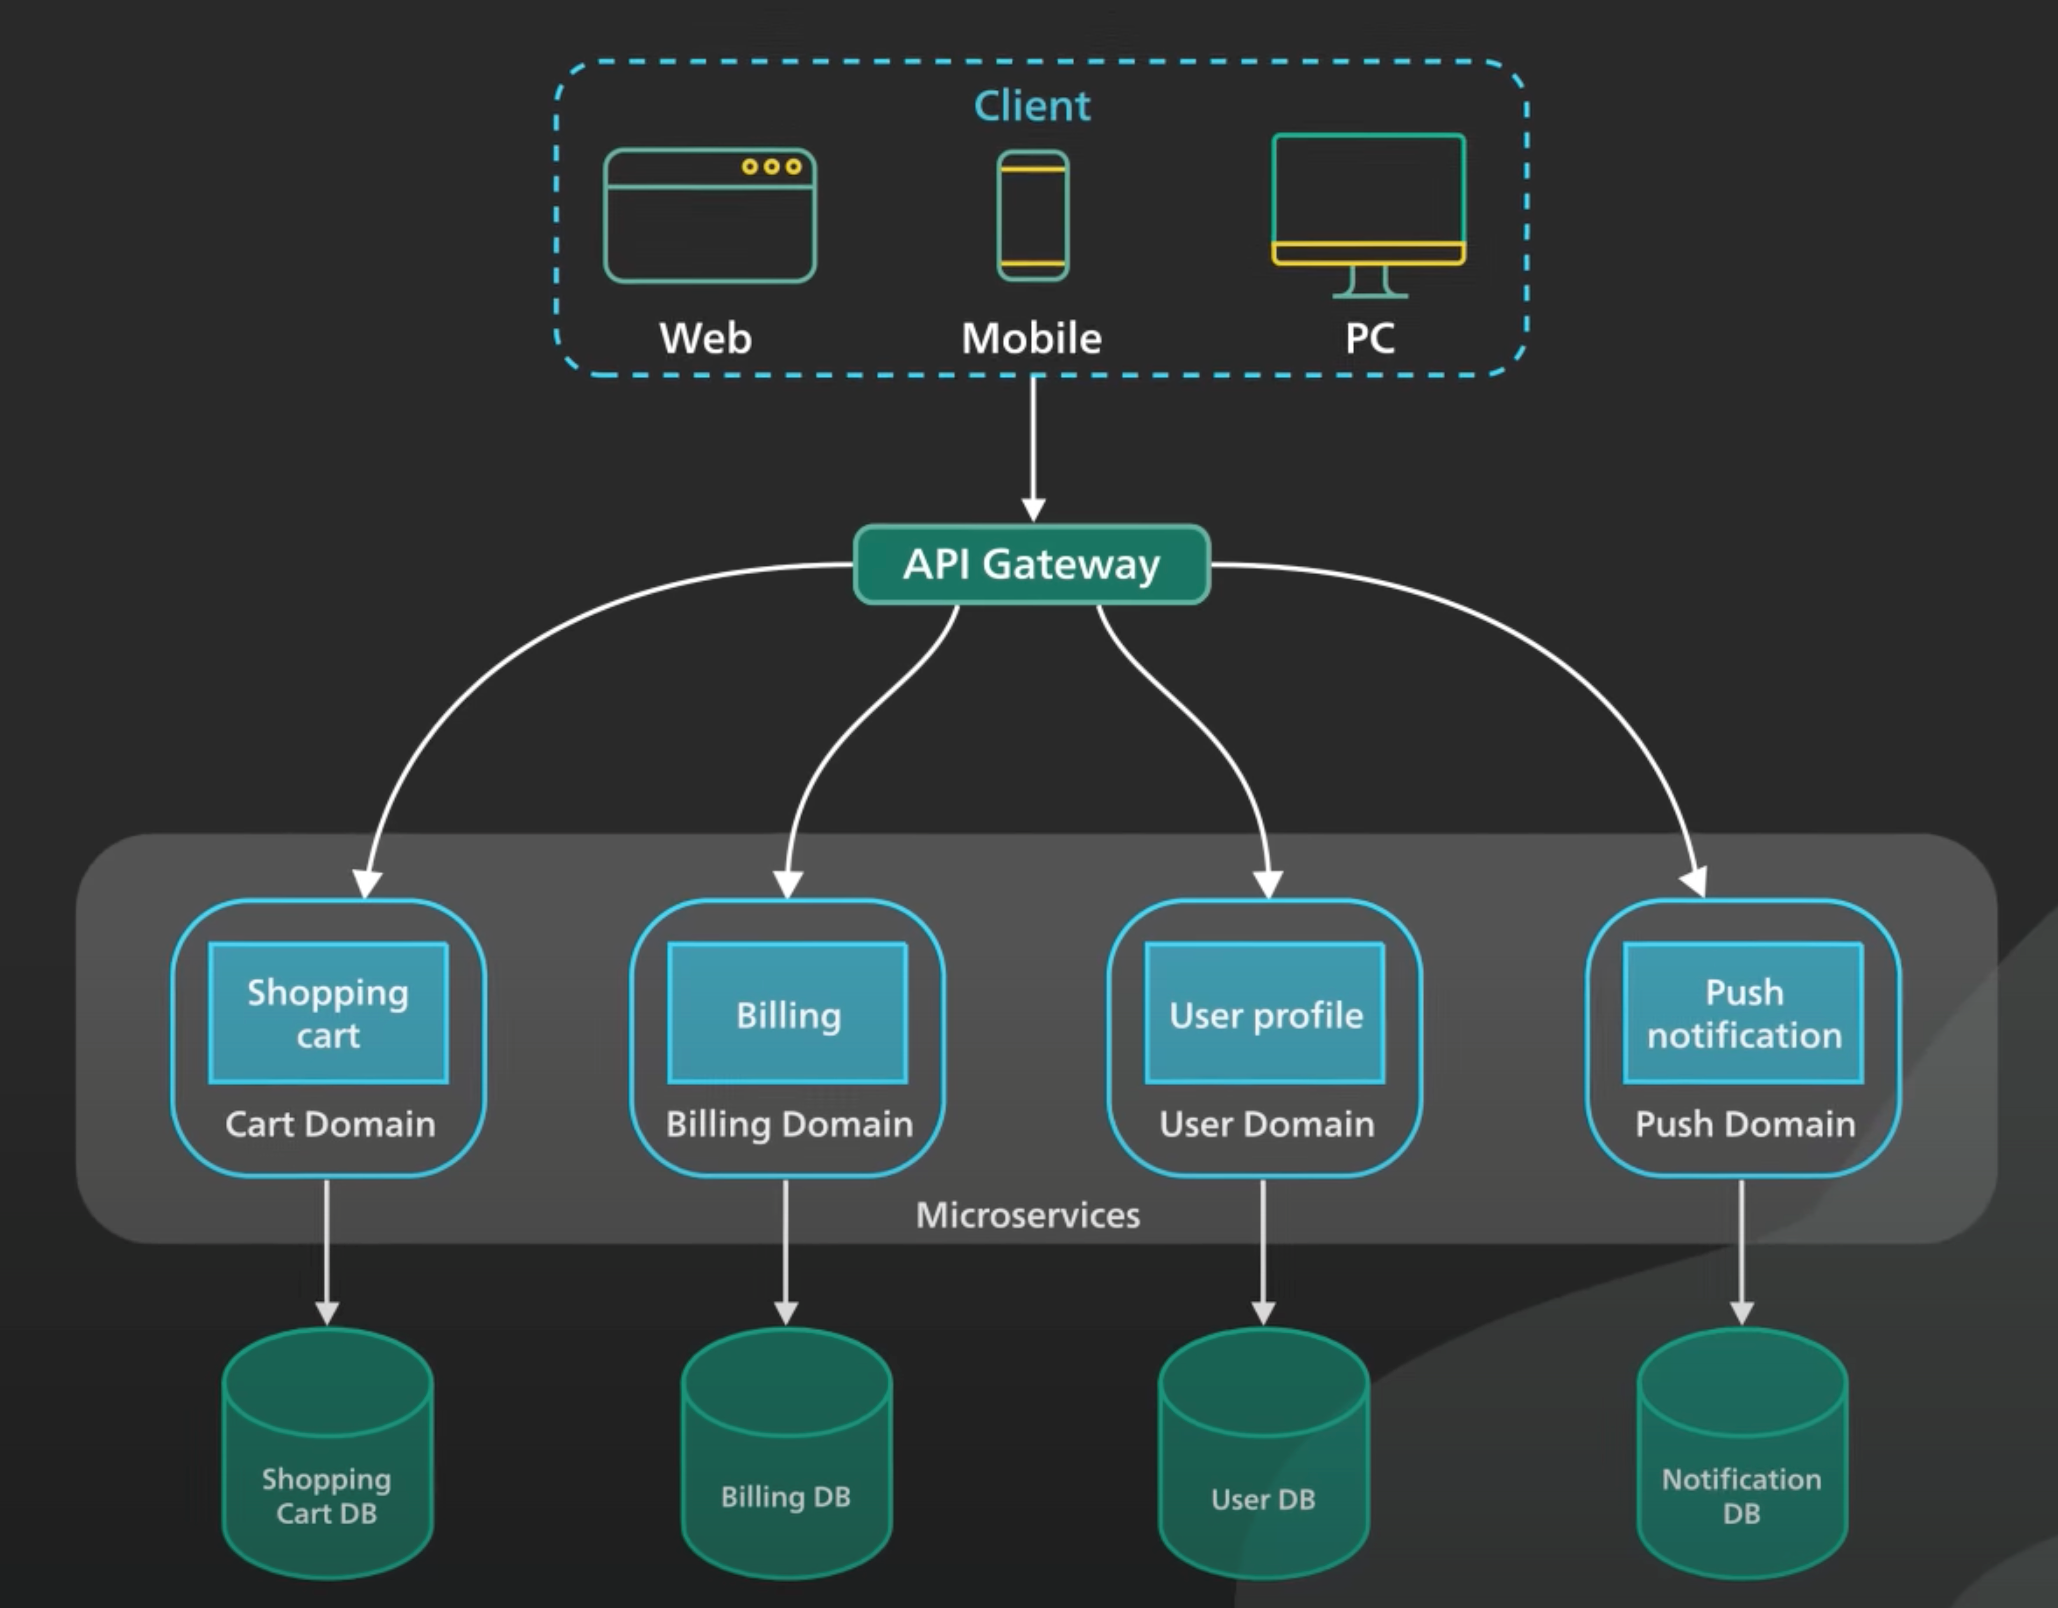 Client
Web
Mobile
PC
API Gateway
Shopping
cart
Cart Domain
Billing
Billing Domain
User profile
User Domain
Push
notification
Push Domain
Microservices
Shopping
Cart DB
Billing DB
User DB
Notification
DB